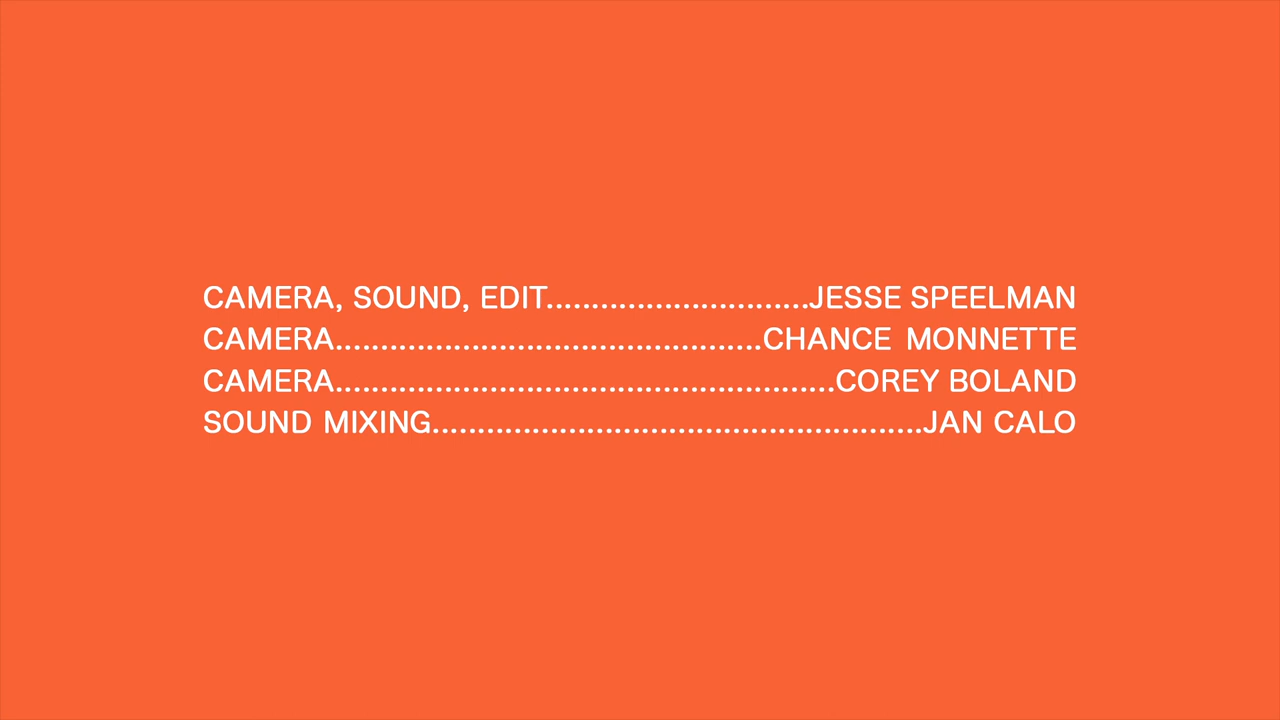 CAMERA, SOUND, EDIT.............................JESSE SPEELMAN
CAMERA...............................................CHANCE MONNETTE
CAMERA.......................................................COREY BOLAND
SOUND MIXING......................................................JAN CALO